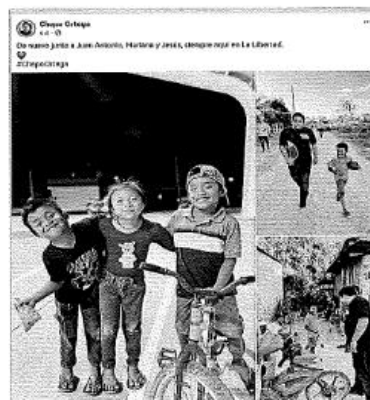 Chepe Ortega
De nuevo junto a Juan Antonio, Mariana y Jesús, siempre aquí en La Libertad.
#ChepeOrtega